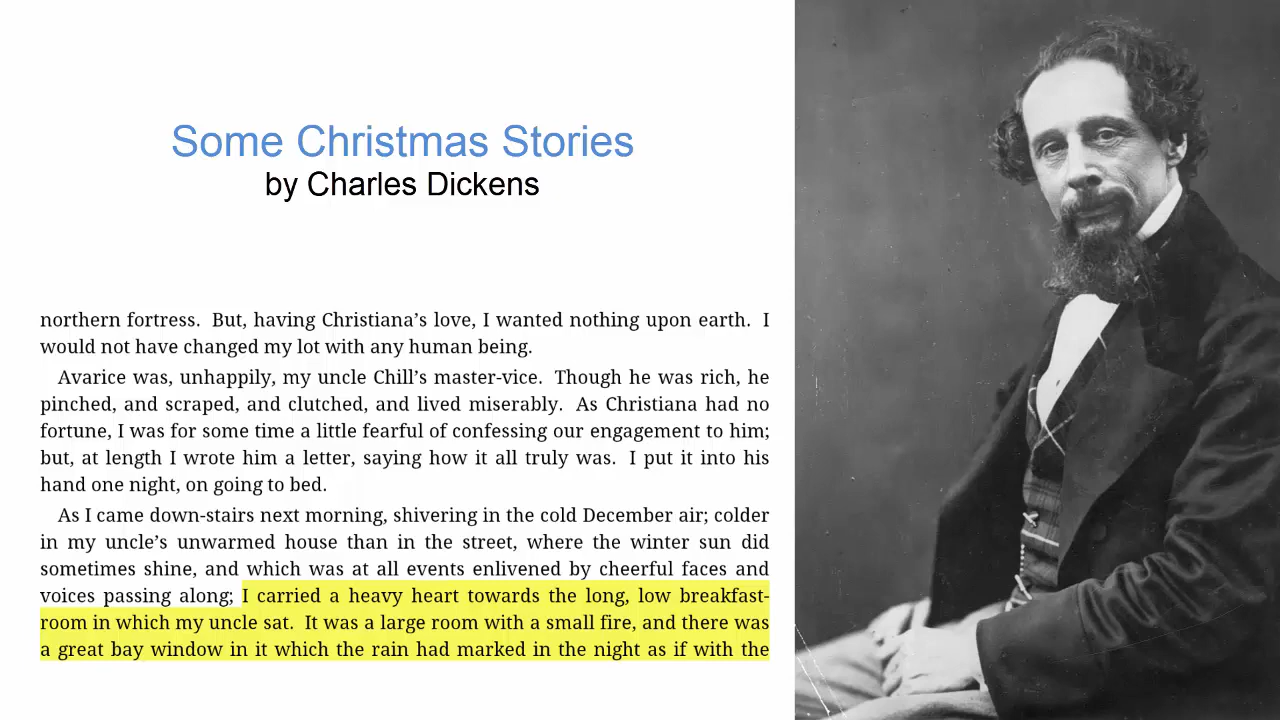 Some Christmas Stories
by Charles Dickens
northern fortress.  But, having Christiana’s love, I wanted nothing upon earth.  I
would not have changed my lot with any human being.
Avarice was, unhappily, my uncle Chill’s master-vice.  Though he was rich, he
pinched, and scraped, and clutched, and lived miserably.  As Christiana had no
fortune, I was for some time a little fearful of confessing our engagement to him;
but, at length I wrote him a letter, saying how it all truly was.  I put it into his
hand one night, on going to bed.
As I came down-stairs next morning, shivering in the cold December air; colder
in my uncle’s unwarmed house than in the street, where the winter sun did
sometimes shine, and which was at all events enlivened by cheerful faces and
voices passing along; I carried a heavy heart towards the long, low breakfast-
room in which my uncle sat.  It was a large room with a small fire, and there was
a great bay window in it which the rain had marked in the night as if with the